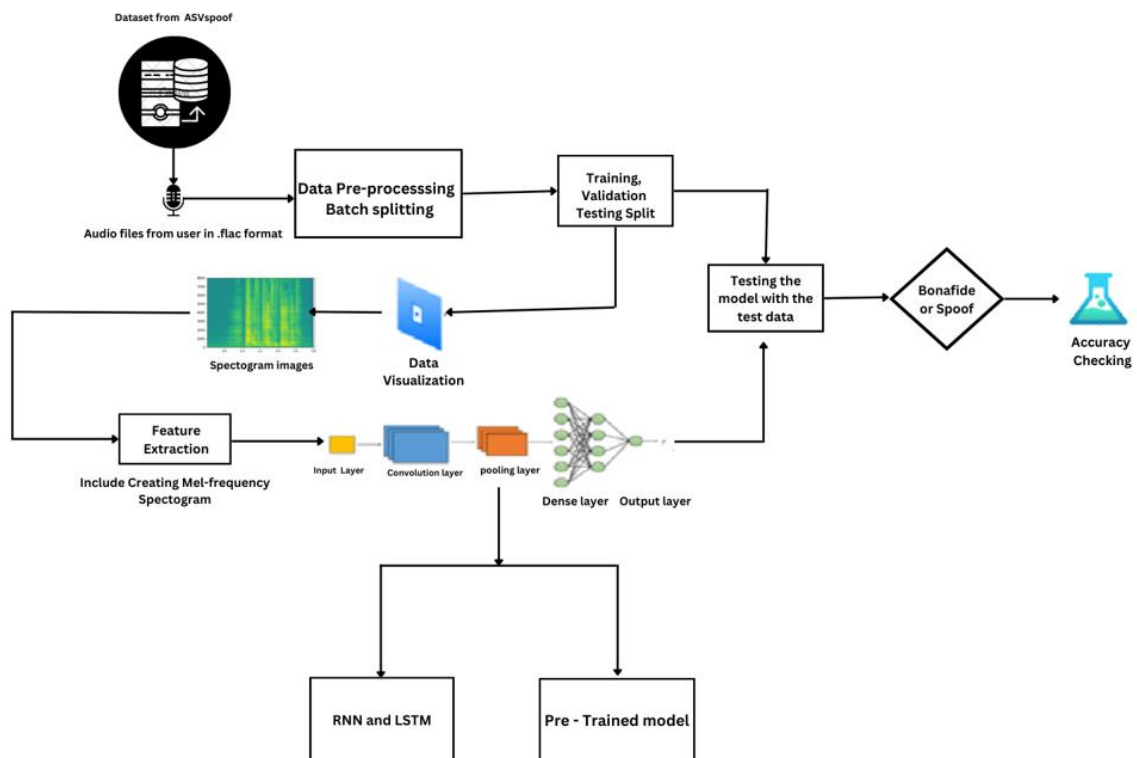 Dataset from ASVspoof
Audio files from user in .flac format
Data Pre-processsing
Batch splitting
Training,
Validation
Testing Split
Testing the
model with the
test data
Bonafide
or Spoof
Accuracy
Checking
Spectogram images
Data
Visualization
Feature
Extraction
Include Creating Mel-frequency
Spectrogram
Input Layer
Convolution layer
pooling layer
Dense layer
Output layer
RNN and LSTM
Pre - Trained model